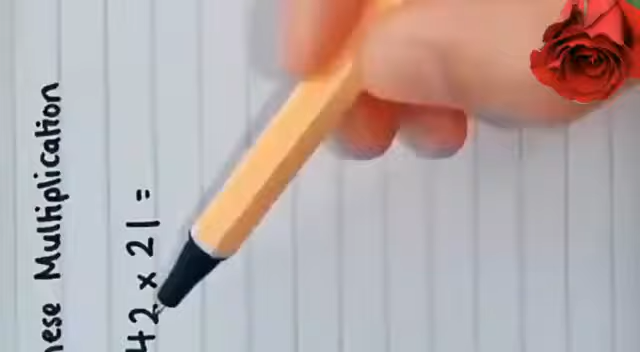 nese Multiplication
42 x 21 =